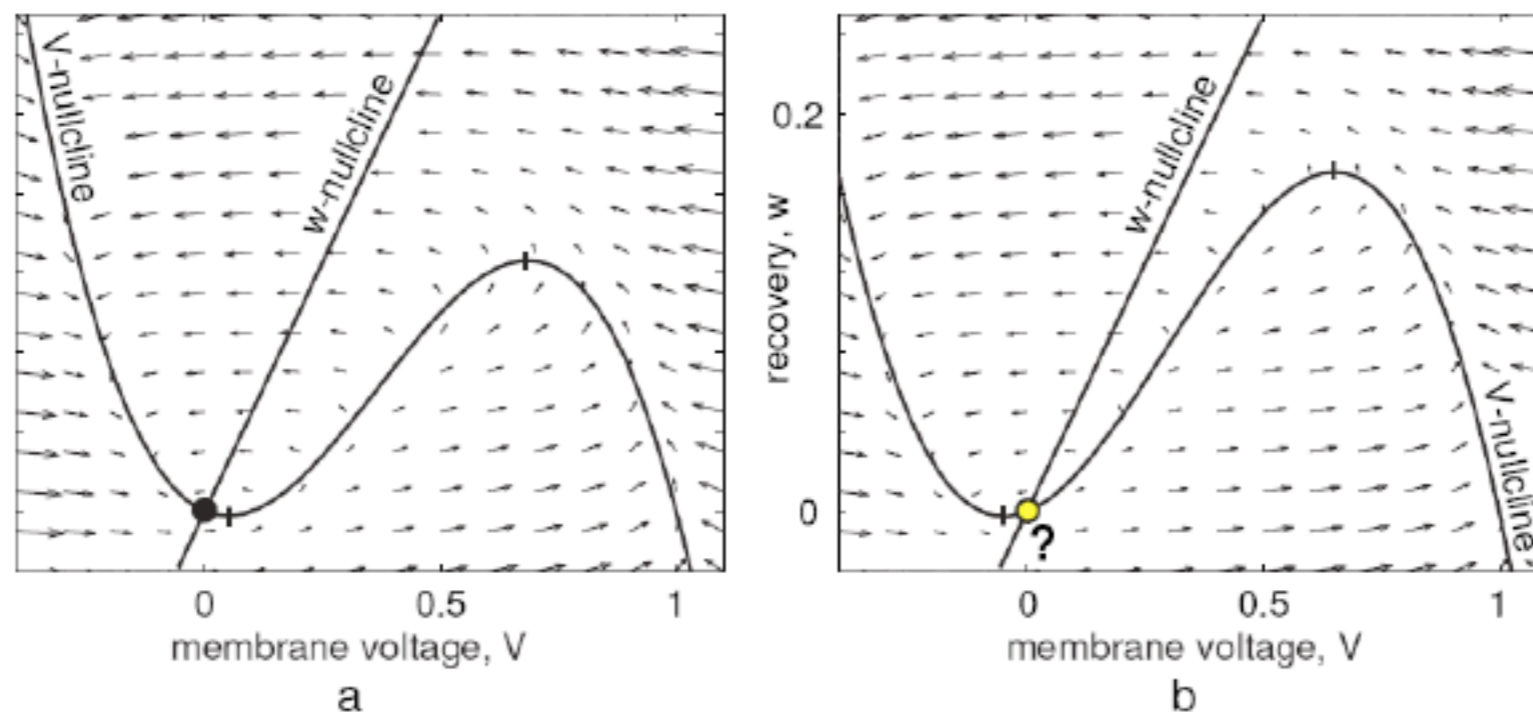 V-nullcline
w-nullcline
0 0.5 1
membrane voltage, V
a
0.2
recovery, w
0
w-nullcline
V-nullcline
?
0 0.5 1
membrane voltage, V
b